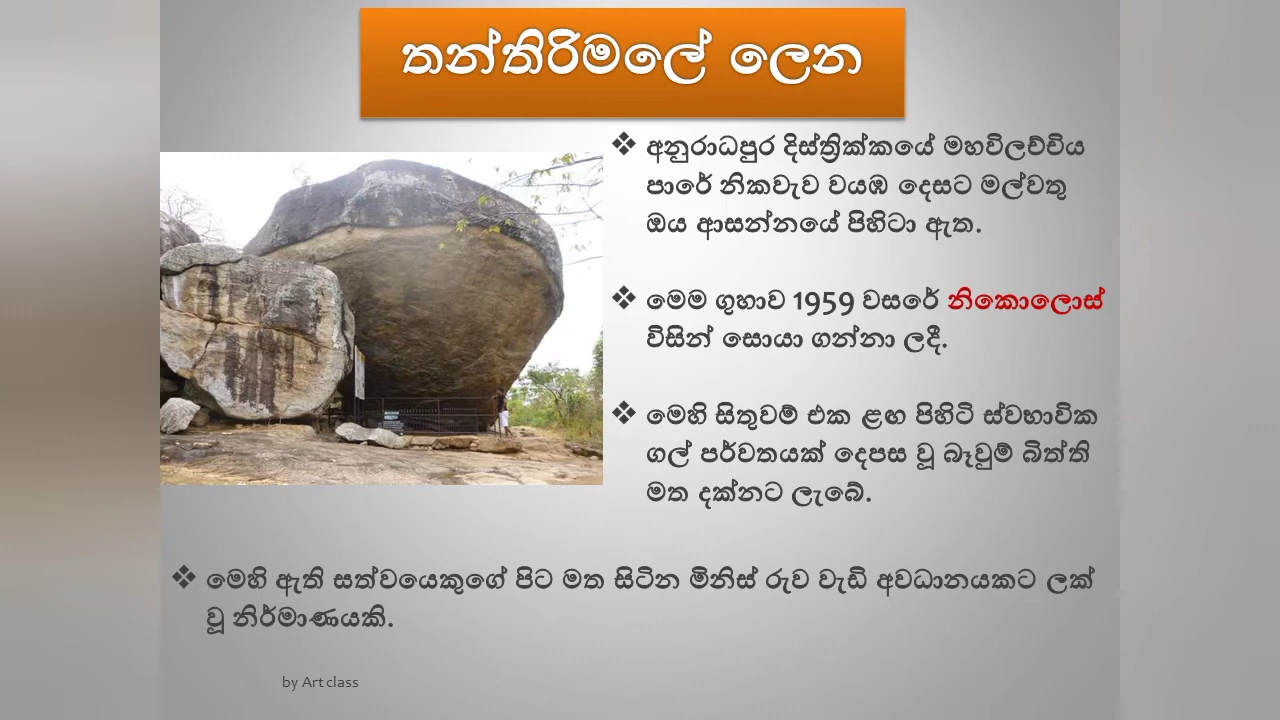 තන්තිරිමලේ ලෙන
❖ අනුරාධපුර දිස්ත්‍රික්කයේ මහවිලච්චිය
පාරේ නිකවැව වයඹ දෙසට මල්වතු
ඔය ආසන්නයේ පිහිටා ඇත.
❖ මෙම ගුහාව 1959 වසරේ නිකොලොස්
විසින් සොයා ගන්නා ලදී.
❖ මෙහි සිතුවම් එක ළඟ පිහිටි ස්වභාවික
ගල් පර්වතයක් දෙපස වූ බෑවුම් බිත්ති
මත දක්නට ලැබේ.
❖ මෙහි ඇති සත්වයෙකුගේ පිට මත සිටින මිනිස් රුව වැඩි අවධානයකට ලක්
වූ නිර්මාණයකි.
by Art class